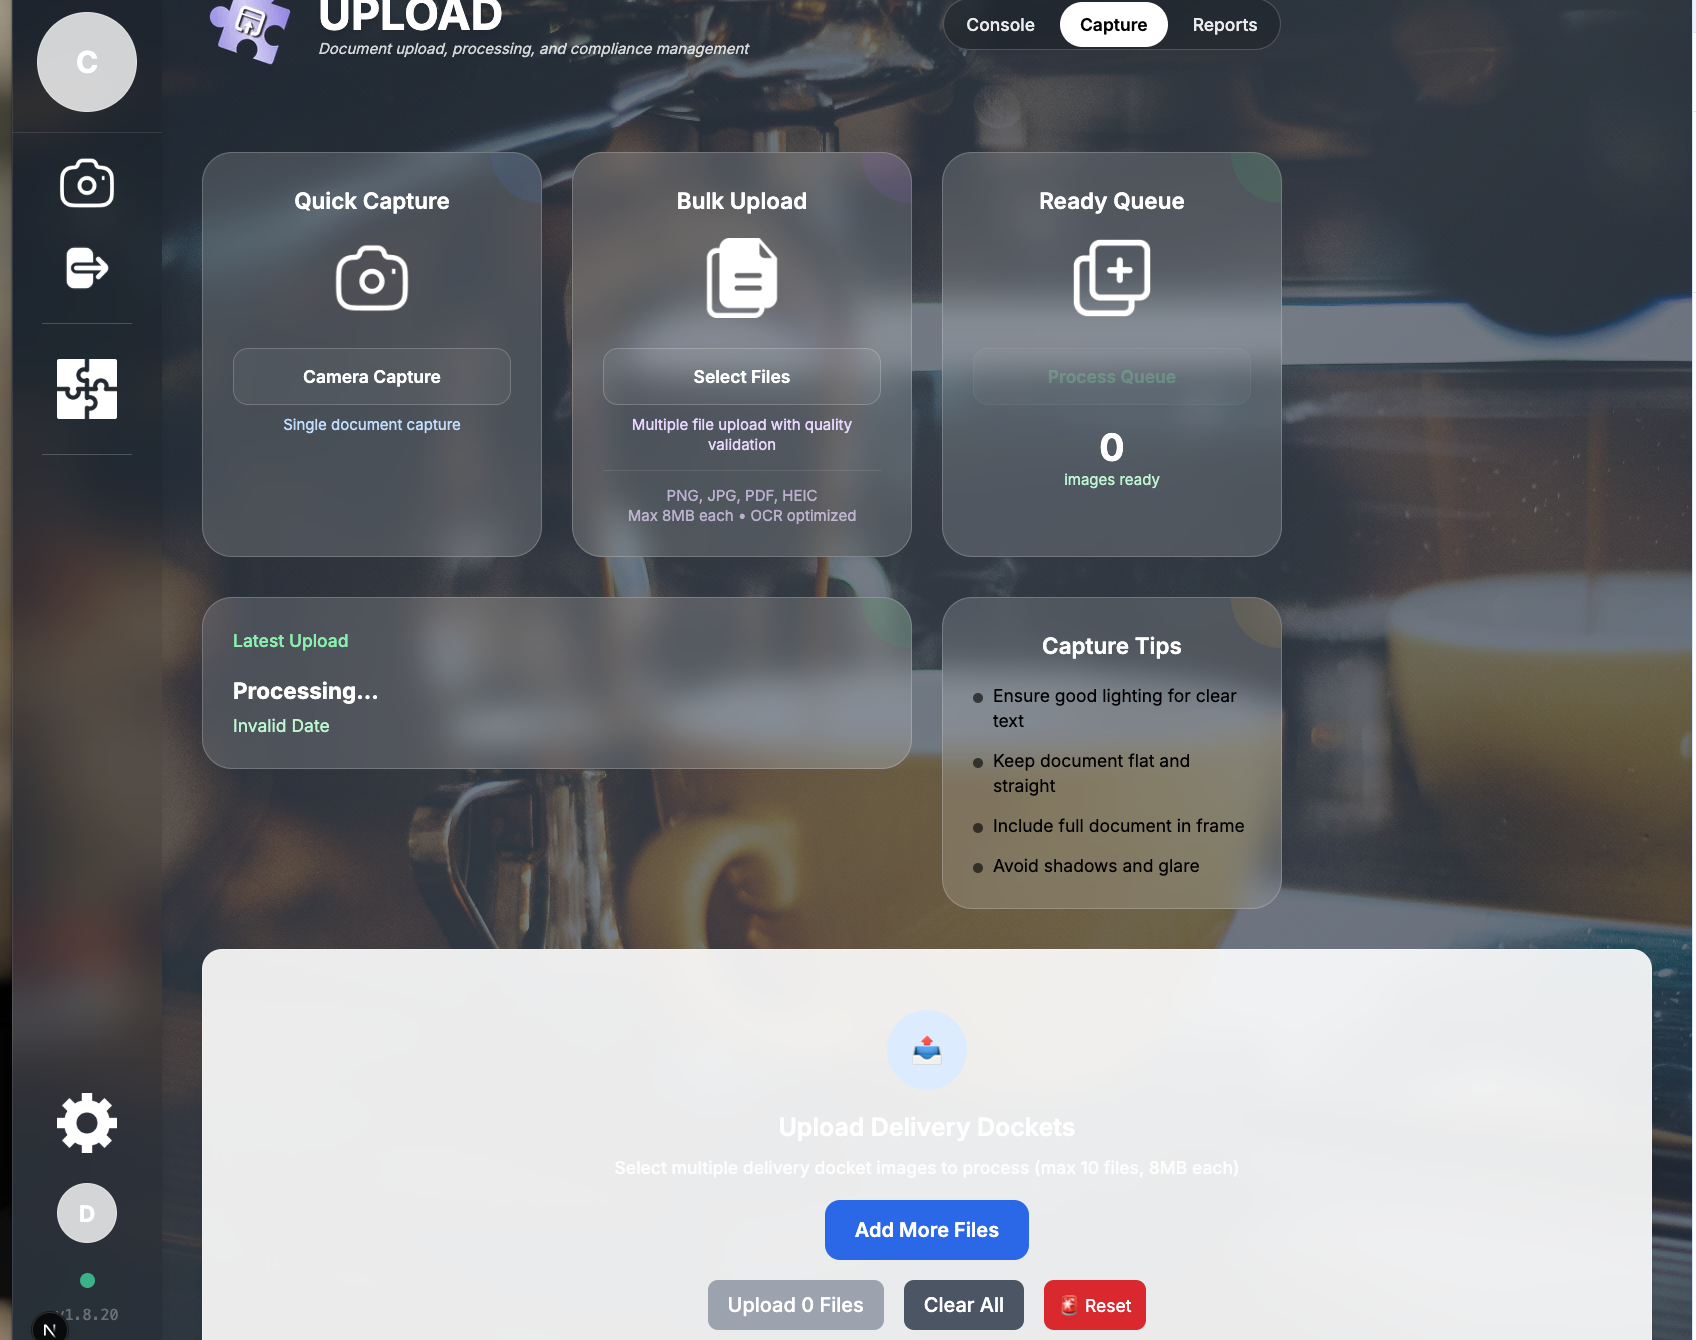 C
UPLOAD
Document upload, processing, and compliance management
Console
Capture
Reports
Quick Capture
Camera Capture
Single document capture
Bulk Upload
Select Files
Multiple file upload with quality
validation
PNG, JPG, PDF, HEIC
Max 8MB each • OCR optimized
Ready Queue
Process Queue
0
images ready
Latest Upload
Processing...
Invalid Date
Capture Tips
Ensure good lighting for clear
text
Keep document flat and
straight
Include full document in frame
Avoid shadows and glare
Upload Delivery Dockets
Select multiple delivery docket images to process (max 10 files, 8MB each)
Add More Files
Upload 0 Files
Clear All
Reset
D
v1.8.20
N